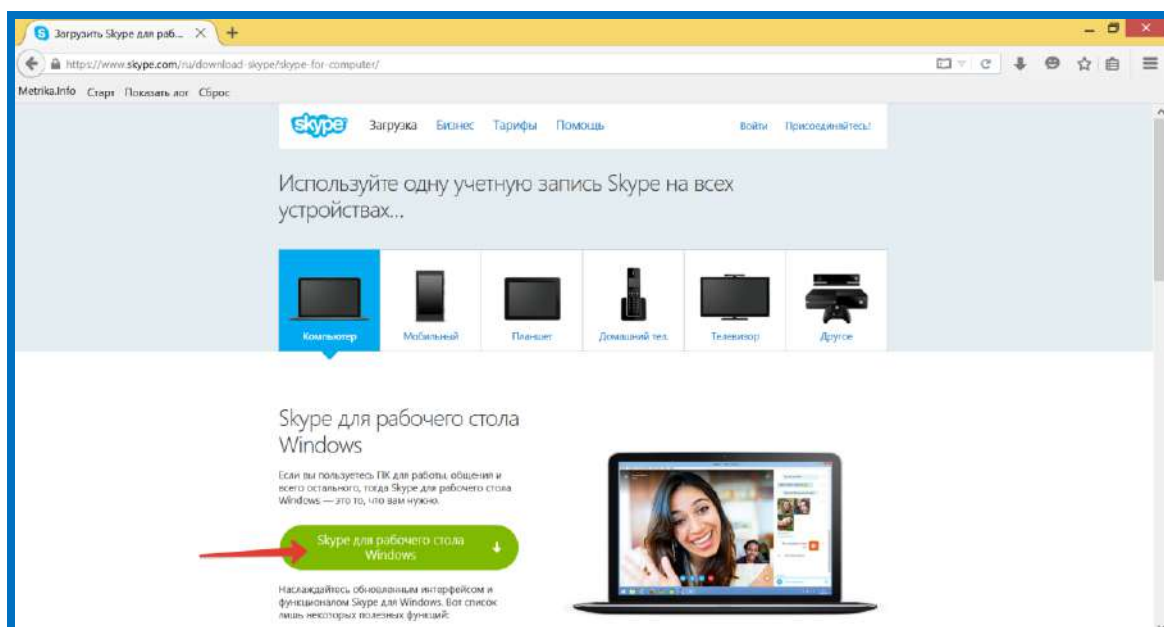 Загрузить Skype для раб...
https://www.skype.com/ru/download-skype/skype-for-computer/
Metrika.Info Старт Показать лог Сброс
skype Загрузка Бизнес Тарифы Помощь Войти Присоединяйтесь!
Используйте одну учетную запись Skype на всех
устройствах...
Компьютер Мобильный Планшет Домашний тел. Телевизор Другое
Skype для рабочего стола
Windows
Если вы пользуетесь ПК для работы, общения и
всего остального, тогда Skype для рабочего стола
Windows — это то, что вам нужно.
Skype для рабочего стола
Windows
Наслаждайтесь обновленным интерфейсом и
функционалом Skype для Windows. Вот список
лишь некоторых полезных функций: